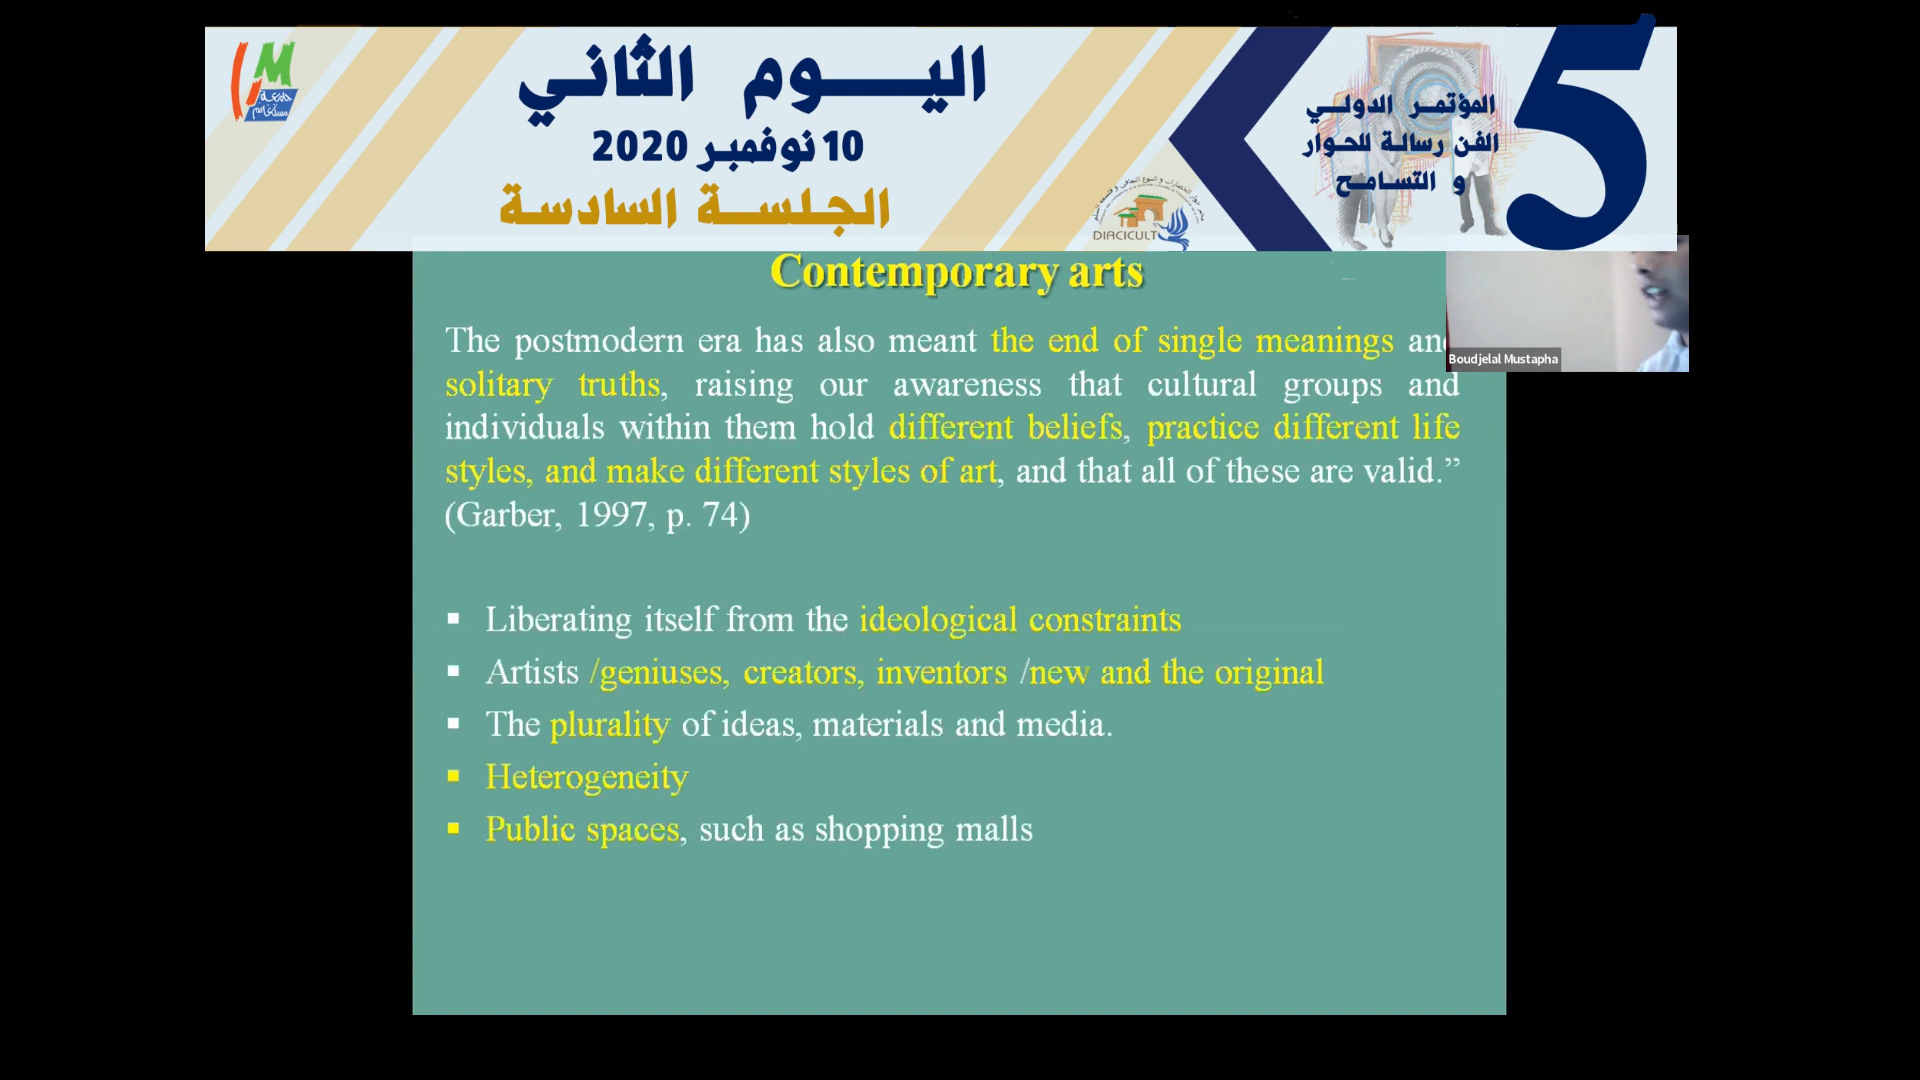 اليوم الثاني
10 نوفمبر 2020
الجلسة السادسة
المؤتمر الدولي
الفن رسالة للحوار
و التسامح
5
جامعة
مستغانم
DIACICULT
Contemporary arts
The postmodern era has also meant the end of single meanings and
solitary truths, raising our awareness that cultural groups and
individuals within them hold different beliefs, practice different life
styles, and make different styles of art, and that all of these are valid.”
(Garber, 1997, p. 74)
▪ Liberating itself from the ideological constraints
▪ Artists /geniuses, creators, inventors /new and the original
▪ The plurality of ideas, materials and media.
▪ Heterogeneity
▪ Public spaces, such as shopping malls
Boudjelal Mustapha